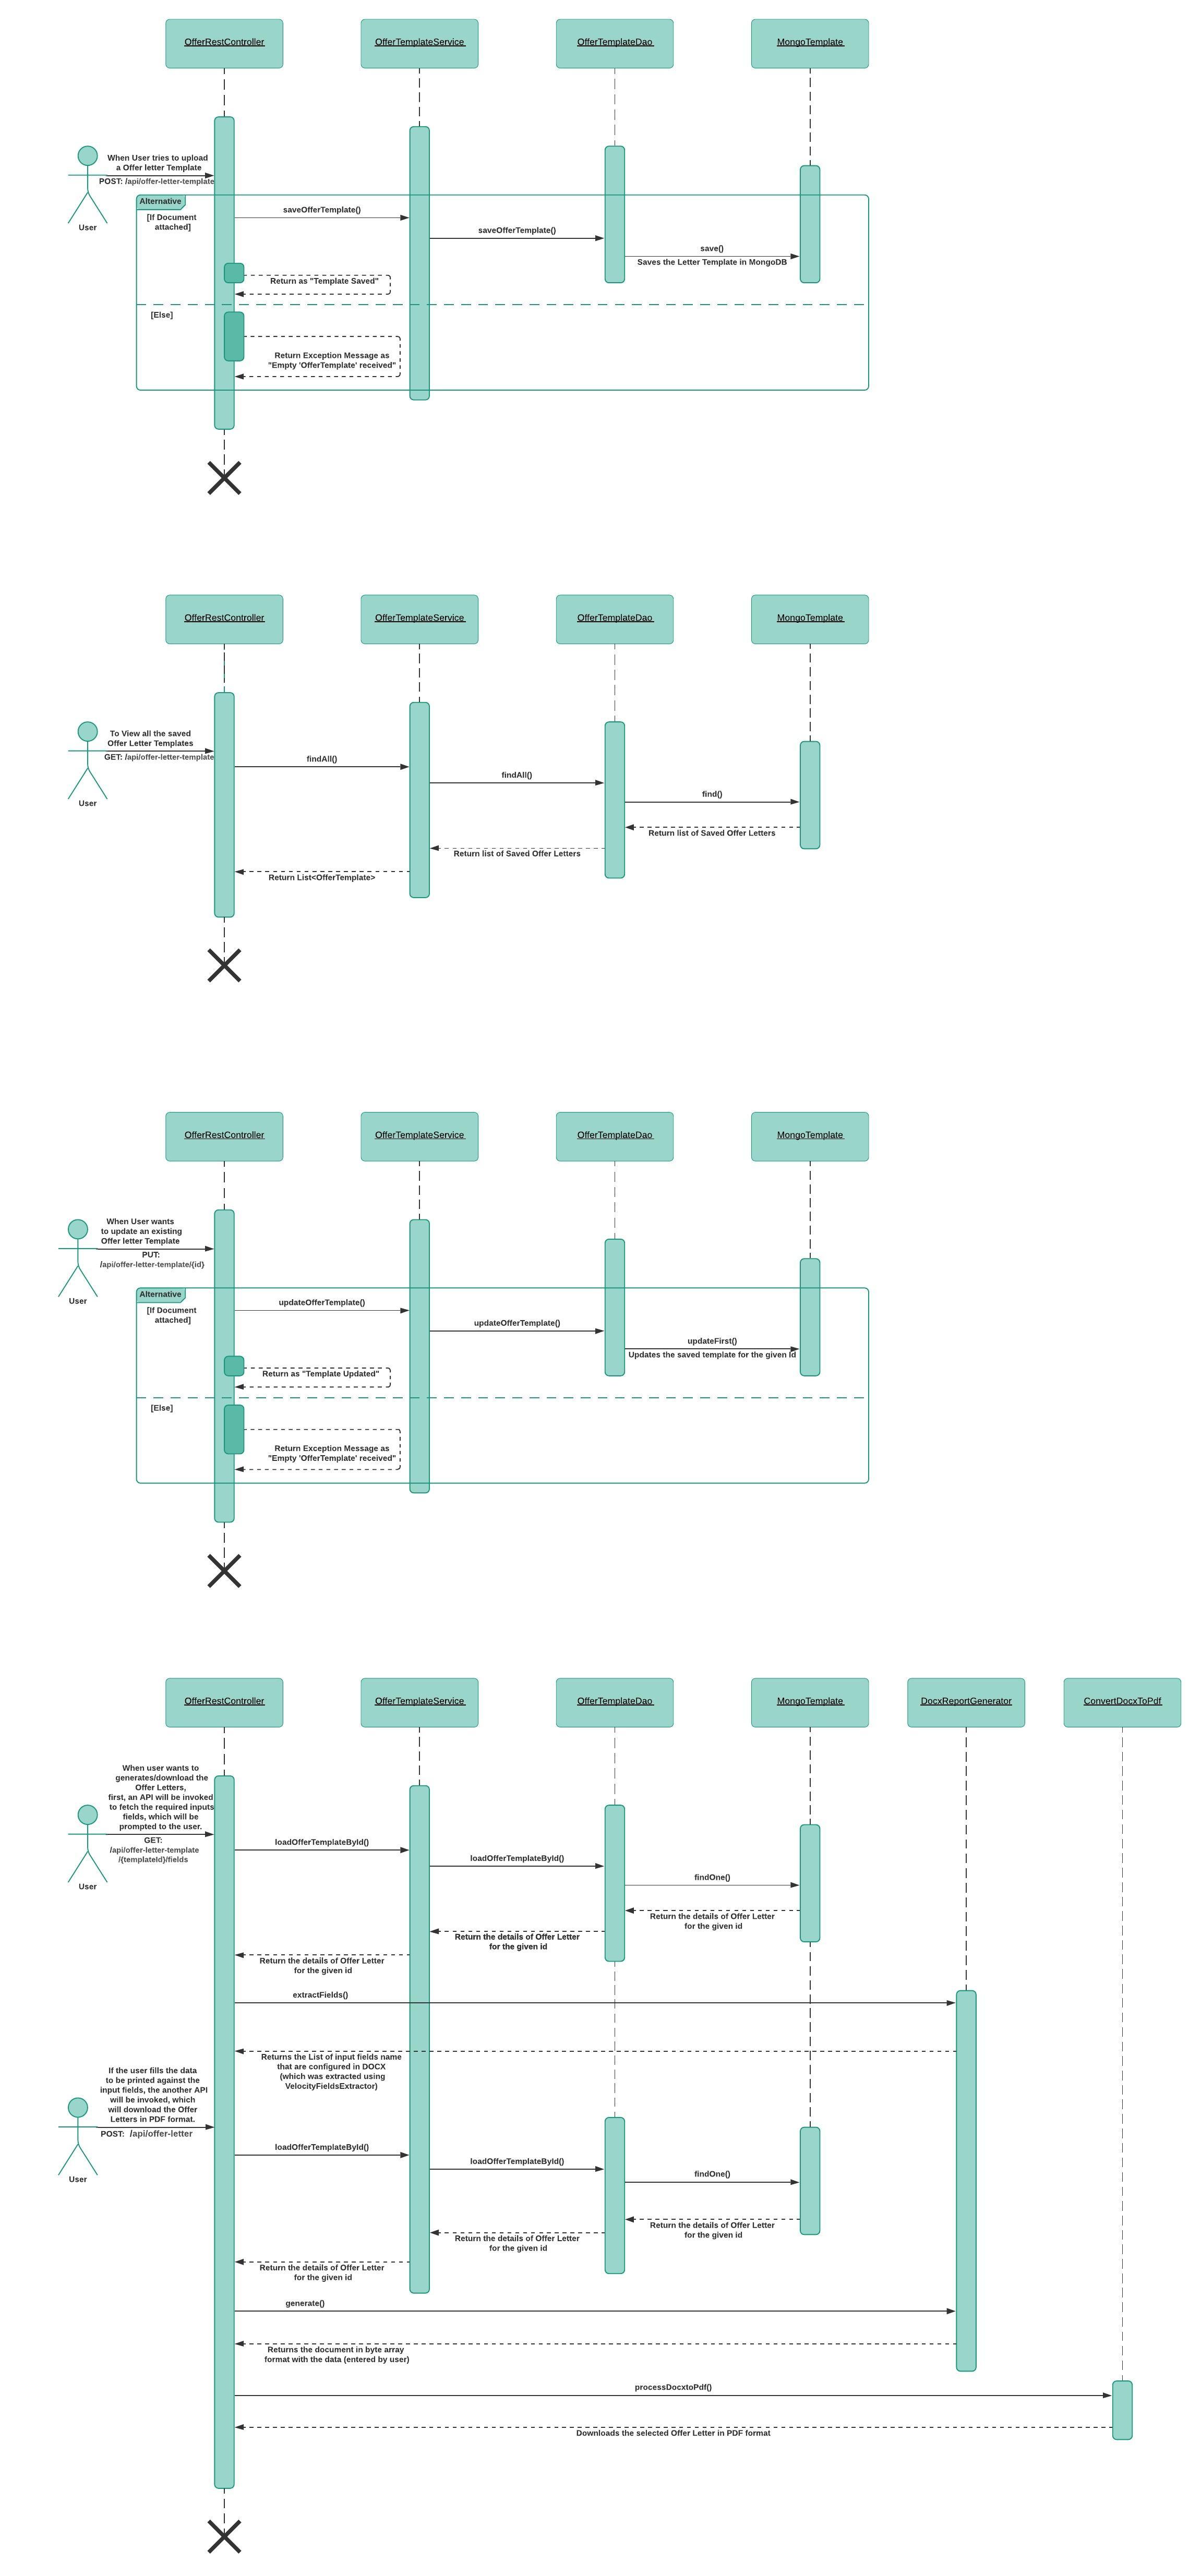 OfferRestController
OfferTemplateService
OfferTemplateDao
MongoTemplate
When User tries to upload
a Offer letter Template
POST: /api/offer-letter-template
User
Alternative
[If Document
attached]
saveOfferTemplate()
saveOfferTemplate()
save()
Saves the Letter Template in MongoDB
Return as "Template Saved"
[Else]
Return Exception Message as
"Empty 'OfferTemplate' received"
OfferRestController
OfferTemplateService
OfferTemplateDao
MongoTemplate
To View all the saved
Offer Letter Templates
GET: /api/offer-letter-template
User
findAll()
findAll()
find()
Return list of Saved Offer Letters
Return list of Saved Offer Letters
Return List<OfferTemplate>
OfferRestController
OfferTemplateService
OfferTemplateDao
MongoTemplate
When User wants
to update an existing
Offer letter Template
PUT:
/api/offer-letter-template/{id}
User
Alternative
[If Document
attached]
updateOfferTemplate()
updateOfferTemplate()
updateFirst()
Updates the saved template for the given Id
Return as "Template Updated"
[Else]
Return Exception Message as
"Empty 'OfferTemplate' received"
OfferRestController
OfferTemplateService
OfferTemplateDao
MongoTemplate
DocxReportGenerator
ConvertDocxToPdf
When user wants to
generates/download the
Offer Letters,
first, an API will be invoked
to fetch the required inputs
fields, which will be
prompted to the user.
GET:
/api/offer-letter-template
/{templateId}/fields
User
loadOfferTemplateById()
loadOfferTemplateById()
findOne()
Return the details of Offer Letter
for the given id
Return the details of Offer Letter
for the given id
Return the details of Offer Letter
for the given id
extractFields()
Returns the List of input fields name
that are configured in DOCX
(which was extracted using
VelocityFieldsExtractor)
If the user fills the data
to be printed against the
input fields, the another API
will be invoked, which
will download the Offer
Letters in PDF format.
POST: /api/offer-letter
User
loadOfferTemplateById()
loadOfferTemplateById()
findOne()
Return the details of Offer Letter
for the given id
Return the details of Offer Letter
for the given id
Return the details of Offer Letter
for the given id
generate()
Returns the document in byte array
format with the data (entered by user)
processDocxtoPdf()
Downloads the selected Offer Letter in PDF format